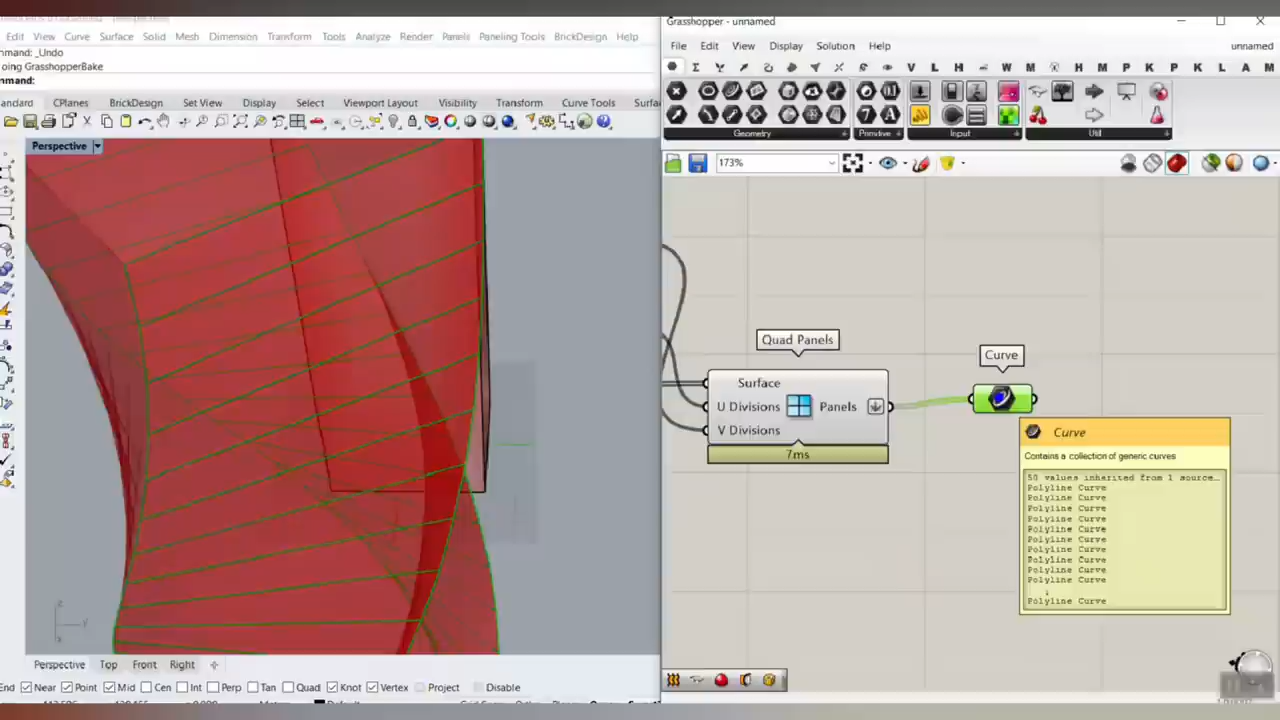 Grasshopper - unnamed
Edit View Curve Surface Solid Mesh Dimension Transform Tools Analyze Render Panels Paneling Tools BrickDesign Help
File Edit View Display Solution Help
unnamed
mmand: _Undo
oing GrasshopperBake
mmand:
V L H W M H M P K P K L A M
andard CPlanes BrickDesign Set View Display Select Viewport Layout Visibility Transform Curve Tools Surfac
Geometry Primitive Input Util
Perspective
173%
Quad Panels
Curve
Surface
U Divisions
V Divisions
Panels
7ms
Curve
Contains a collection of generic curves
50 values inherited from 1 source...
Polyline Curve
Polyline Curve
Polyline Curve
Polyline Curve
Polyline Curve
Polyline Curve
Polyline Curve
Polyline Curve
Polyline Curve
Polyline Curve
Polyline Curve
z
y
x
Perspective Top Front Right
End Near Point Mid Cen Int Perp Tan Quad Knot Vertex Project Disable